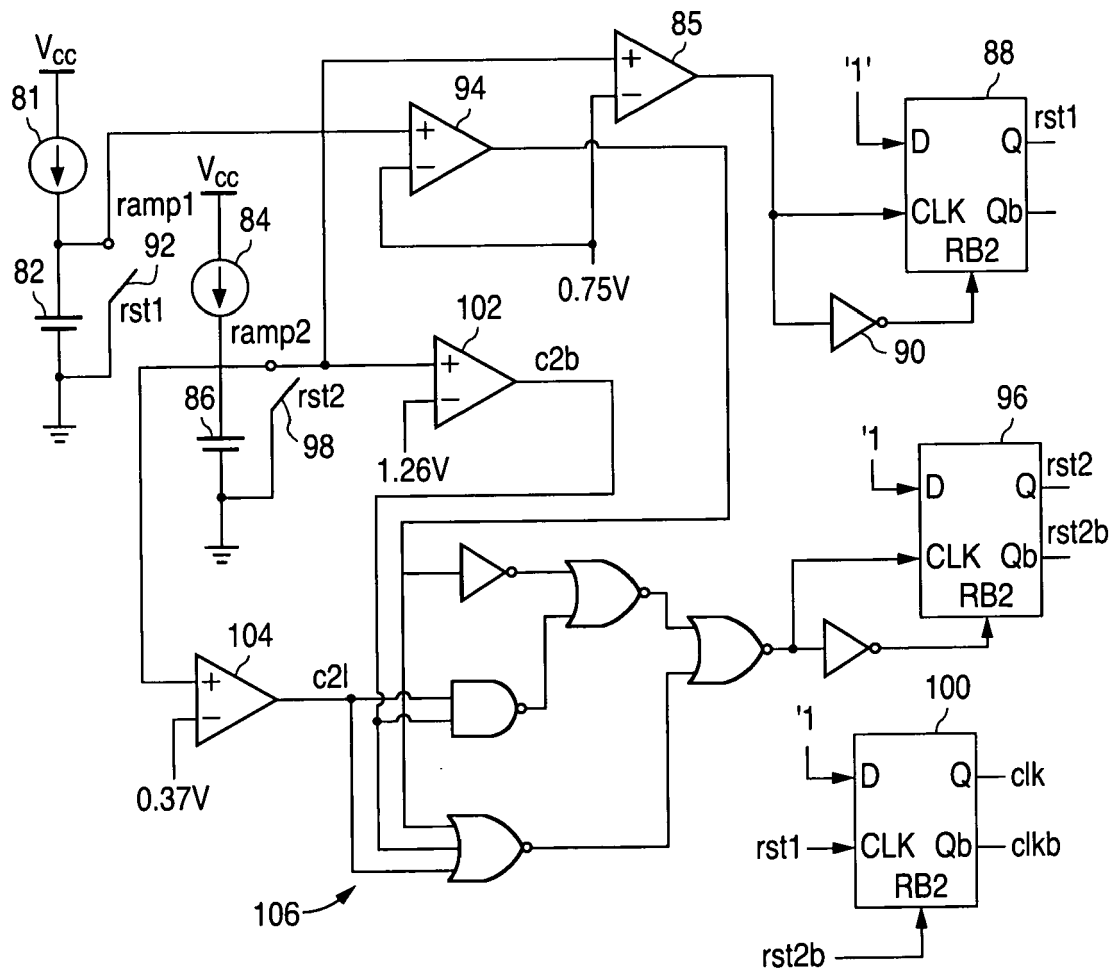 85
88
VCC
'1'
81
94
+
−
D
Q
rst1
+
−
VCC
CLK
Qb
ramp1
84
RB2
92
82
0.75V
rst1
102
ramp2
90
+
−
c2b
86
rst2
96
98
1.26V
'1
D
Q
rst2
rst2b
CLK
Qb
RB2
104
c2l
100
+
−
'1
D
Q
clk
0.37V
rst1
CLK
Qb
clkb
RB2
106
rst2b